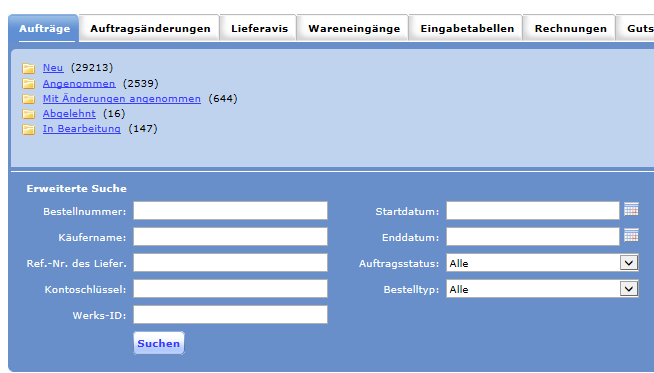 Aufträge Auftragsänderungen Lieferavis Wareneingänge Eingabetabellen Rechnungen Guts
Neu (29213)
Angenommen (2539)
Mit Änderungen angenommen (644)
Abgelehnt (16)
In Bearbeitung (147)
Erweiterte Suche
Bestellnummer: Startdatum:
Käufername: Enddatum:
Ref.-Nr. des Liefer. Auftragsstatus: Alle
Kontoschlüssel: Bestelltyp: Alle
Werks-ID:
Suchen